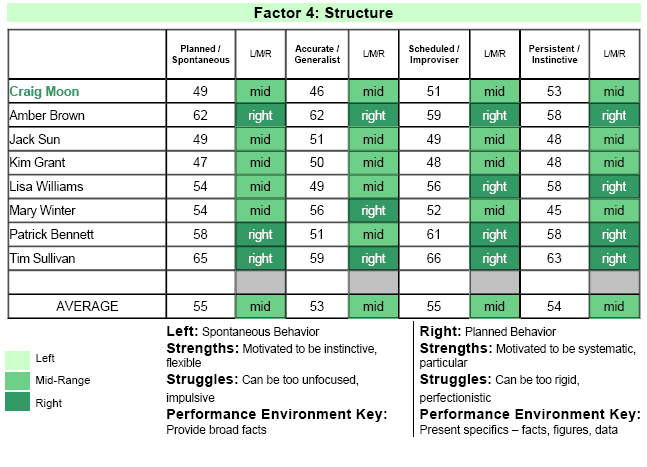 Factor 4: Structure
Planned / Spontaneous L/M/R Accurate / Generalist L/M/R Scheduled / Improviser L/M/R Persistent / Instinctive L/M/R
Craig Moon 49 mid 46 mid 51 mid 53 mid
Amber Brown 62 right 62 right 59 right 58 right
Jack Sun 49 mid 51 mid 49 mid 48 mid
Kim Grant 47 mid 50 mid 48 mid 48 mid
Lisa Williams 54 mid 49 mid 56 right 58 right
Mary Winter 54 mid 56 right 52 mid 45 mid
Patrick Bennett 58 right 51 mid 61 right 58 right
Tim Sullivan 65 right 59 right 66 right 63 right
AVERAGE 55 mid 53 mid 55 mid 54 mid
Left
Mid-Range
Right
Left: Spontaneous Behavior
Strengths: Motivated to be instinctive,
flexible
Struggles: Can be too unfocused,
impulsive
Performance Environment Key:
Provide broad facts
Right: Planned Behavior
Strengths: Motivated to be systematic,
particular
Struggles: Can be too rigid,
perfectionistic
Performance Environment Key:
Present specifics – facts, figures, data